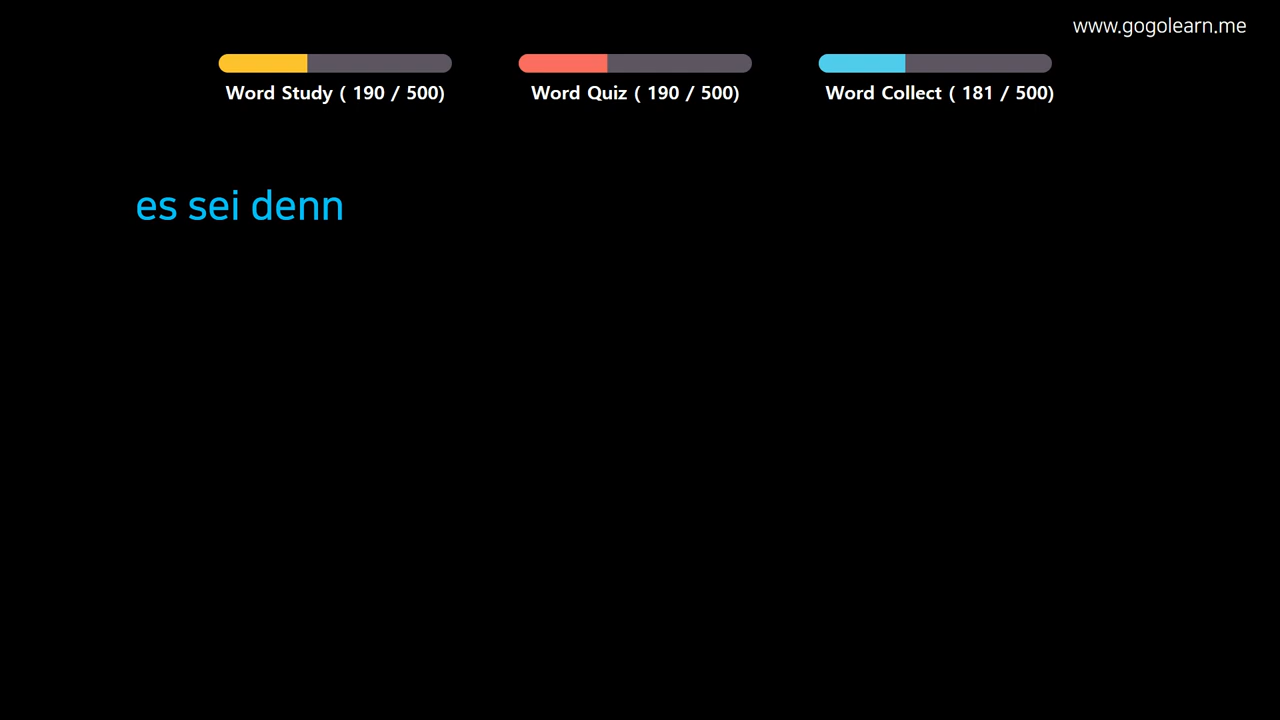 www.gogolearn.me
Word Study ( 190 / 500)
Word Quiz ( 190 / 500)
Word Collect ( 181 / 500)
es sei denn